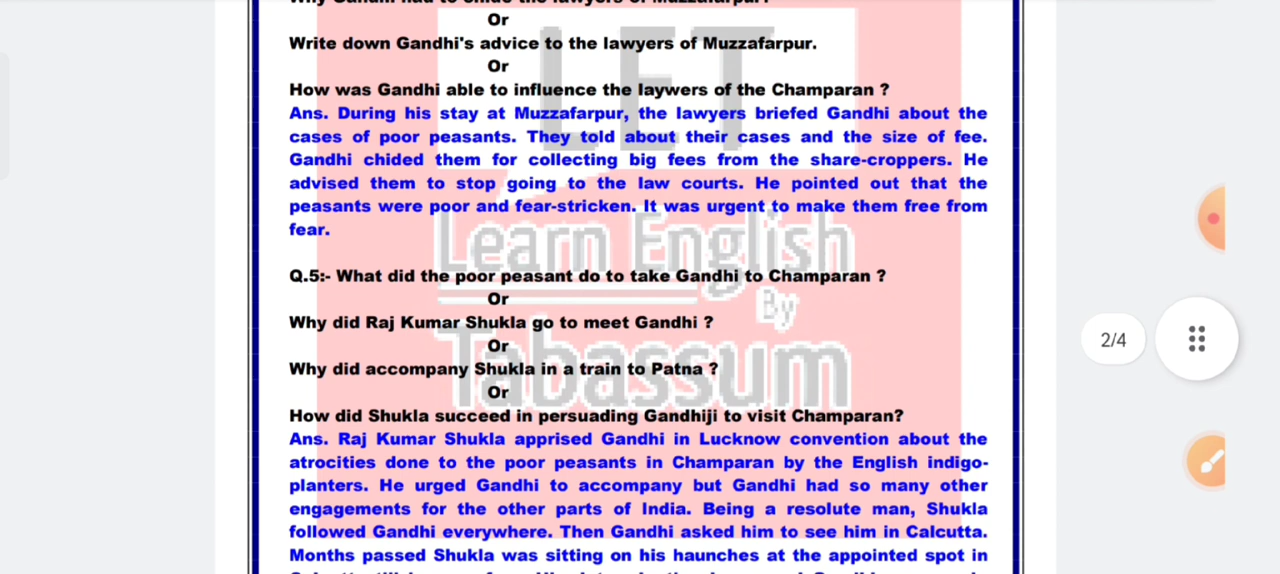 Or
Write down Gandhi's advice to the lawyers of Muzzafarpur.
Or
How was Gandhi able to influence the laywers of the Champaran ?
Ans. During his stay at Muzzafarpur, the lawyers briefed Gandhi about the
cases of poor peasants. They told about their cases and the size of fee.
Gandhi chided them for collecting big fees from the share-croppers. He
advised them to stop going to the law courts. He pointed out that the
peasants were poor and fear-stricken. It was urgent to make them free from
fear.
Q.5:- What did the poor peasant do to take Gandhi to Champaran ?
Or
Why did Raj Kumar Shukla go to meet Gandhi ?
Or
Why did accompany Shukla in a train to Patna ?
Or
How did Shukla succeed in persuading Gandhiji to visit Champaran?
Ans. Raj Kumar Shukla apprised Gandhi in Lucknow convention about the
atrocities done to the poor peasants in Champaran by the English indigo-
planters. He urged Gandhi to accompany but Gandhi had so many other
engagements for the other parts of India. Being a resolute man, Shukla
followed Gandhi everywhere. Then Gandhi asked him to see him in Calcutta.
Months passed Shukla was sitting on his haunches at the appointed spot in
LET
Learn English
By
Tabassum
2/4